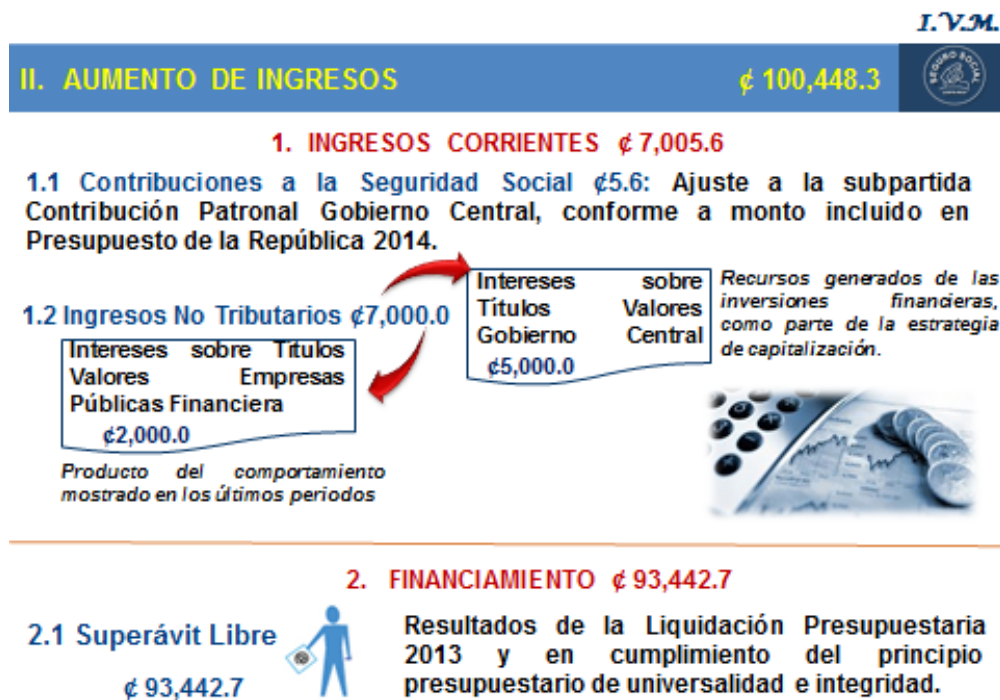 I.V.M.
II. AUMENTO DE INGRESOS ¢ 100,448.3
SEGURO SOCIAL
1. INGRESOS CORRIENTES ¢ 7,005.6
1.1 Contribuciones a la Seguridad Social ¢5.6: Ajuste a la subpartida
Contribución Patronal Gobierno Central, conforme a monto incluido en
Presupuesto de la República 2014.
1.2 Ingresos No Tributarios ¢7,000.0
Intereses sobre
Títulos Valores
Gobierno Central
¢5,000.0
Recursos generados de las
inversiones financieras,
como parte de la estrategia
de capitalización.
Intereses sobre Títulos
Valores Empresas
Públicas Financiera
¢2,000.0
Producto del comportamiento
mostrado en los últimos periodos
2. FINANCIAMIENTO ¢ 93,442.7
2.1 Superávit Libre
¢ 93,442.7
Resultados de la Liquidación Presupuestaria
2013 y en cumplimiento del principio
presupuestario de universalidad e integridad.